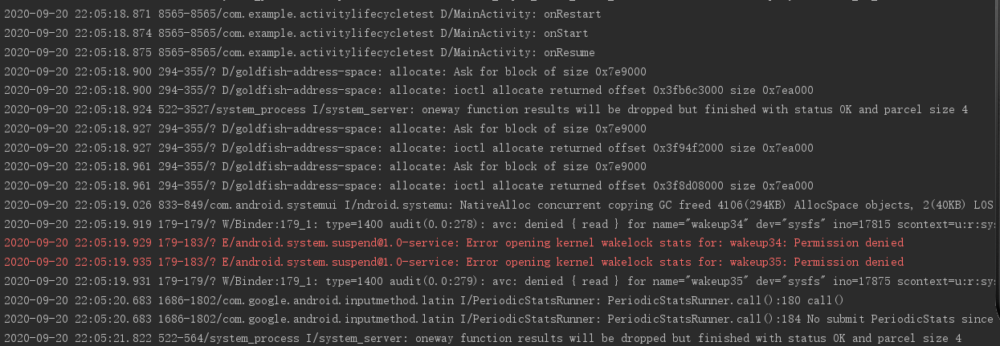 2020-09-20 22:05:18.871 8565-8565/com.example.activitylifecycletest D/MainActivity: onRestart
2020-09-20 22:05:18.874 8565-8565/com.example.activitylifecycletest D/MainActivity: onStart
2020-09-20 22:05:18.875 8565-8565/com.example.activitylifecycletest D/MainActivity: onResume
2020-09-20 22:05:18.900 294-355/? D/goldfish-address-space: allocate: Ask for block of size 0x7e9000
2020-09-20 22:05:18.908 294-355/? D/goldfish-address-space: allocate: ioctl allocate returned offset 0x3fb6c3000 size 0x7ea000
2020-09-20 22:05:18.924 522-3527/system_process I/system_server: oneway function results will be dropped but finished with status OK and parcel size 4
2020-09-20 22:05:18.927 294-355/? D/goldfish-address-space: allocate: Ask for block of size 0x7e9000
2020-09-20 22:05:18.927 294-355/? D/goldfish-address-space: allocate: ioctl allocate returned offset 0x3f94f2000 size 0x7ea000
2020-09-20 22:05:18.961 294-355/? D/goldfish-address-space: allocate: Ask for block of size 0x7e9000
2020-09-20 22:05:18.961 294-355/? D/goldfish-address-space: allocate: ioctl allocate returned offset 0x3f8d08000 size 0x7ea000
2020-09-20 22:05:19.026 833-849/com.android.systemui I/ndroid.systemu: NativeAlloc concurrent copying GC freed 4106(294KB) AllocSpace objects, 2(40KB) LOS
2020-09-20 22:05:19.919 179-179/? W/Binder:179_1: type=1400 audit(0.0:278): avc: denied { read } for name="wakeup34" dev="sysfs" ino=17815 scontext=u:r:sys
2020-09-20 22:05:19.929 179-183/? E/android.system.suspend@1.0-service: Error opening kernel wakelock stats for: wakeup34: Permission denied
2020-09-20 22:05:19.935 179-183/? E/android.system.suspend@1.0-service: Error opening kernel wakelock stats for: wakeup35: Permission denied
2020-09-20 22:05:19.931 179-179/? W/Binder:179_1: type=1400 audit(0.0:279): avc: denied { read } for name="wakeup35" dev="sysfs" ino=17875 scontext=u:r:sys
2020-09-20 22:05:20.683 1686-1802/com.google.android.inputmethod.latin I/PeriodicStatsRunner: PeriodicStatsRunner.call():180 call()
2020-09-20 22:05:20.683 1686-1802/com.google.android.inputmethod.latin I/PeriodicStatsRunner: PeriodicStatsRunner.call():184 No submit PeriodicStats since
2020-09-20 22:05:21.822 522-564/system_process I/system_server: oneway function results will be dropped but finished with status OK and parcel size 4